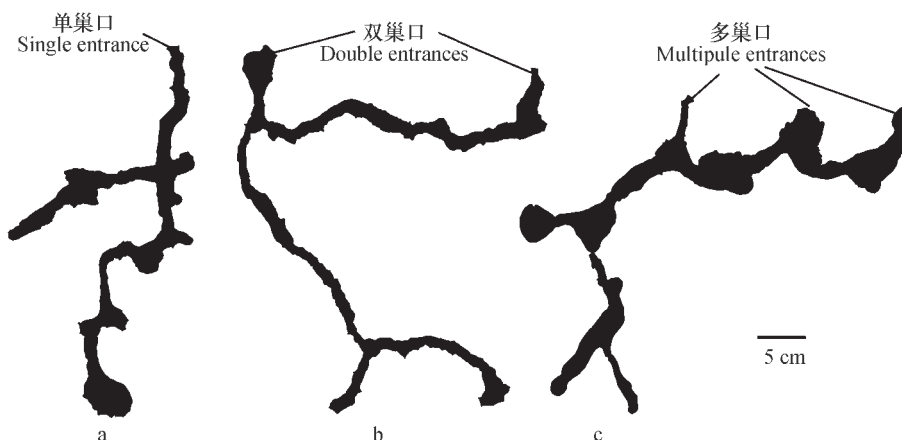 单巢口
Single entrance
双巢口
Double entrances
多巢口
Multipule entrances
5 cm
a
b
c